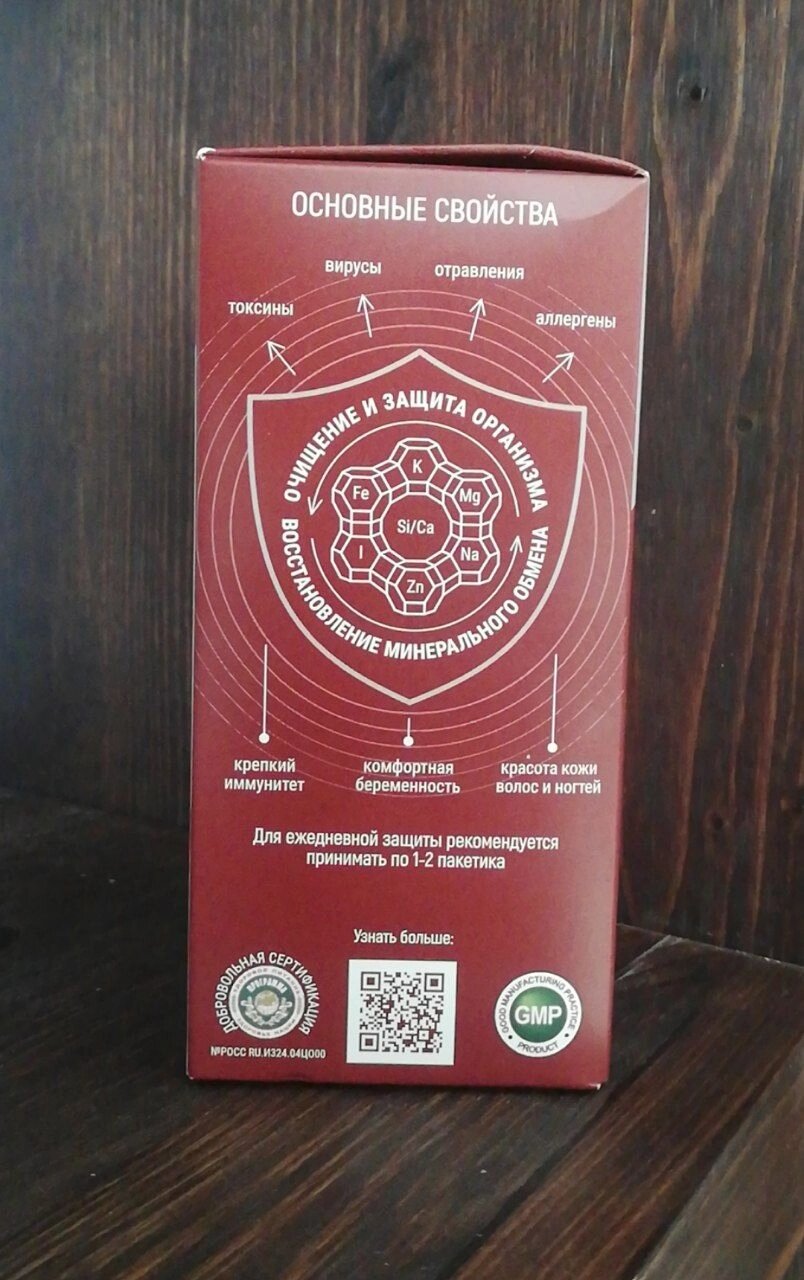 ОСНОВНЫЕ СВОЙСТВА
вирусы
отравления
токсины
аллергены
ОЧИЩЕНИЕ И ЗАЩИТА ОРГАНИЗМА
K
Fe
Mg
Si/Ca
I
Na
Zn
ВОССТАНОВЛЕНИЕ МИНЕРАЛЬНОГО ОБМЕНА
крепкий
иммунитет
комфортная
беременность
красота кожи
волос и ногтей
Для ежедневной защиты рекомендуется
принимать по 1-2 пакетика
Узнать больше:
ДОБРОВОЛЬНАЯ СЕРТИФИКАЦИЯ
ПРОГРАММА
№РОСС RU.И324.04ЦО00
GOOD MANUFACTURING PRACTICE
GMP
PRODUCT